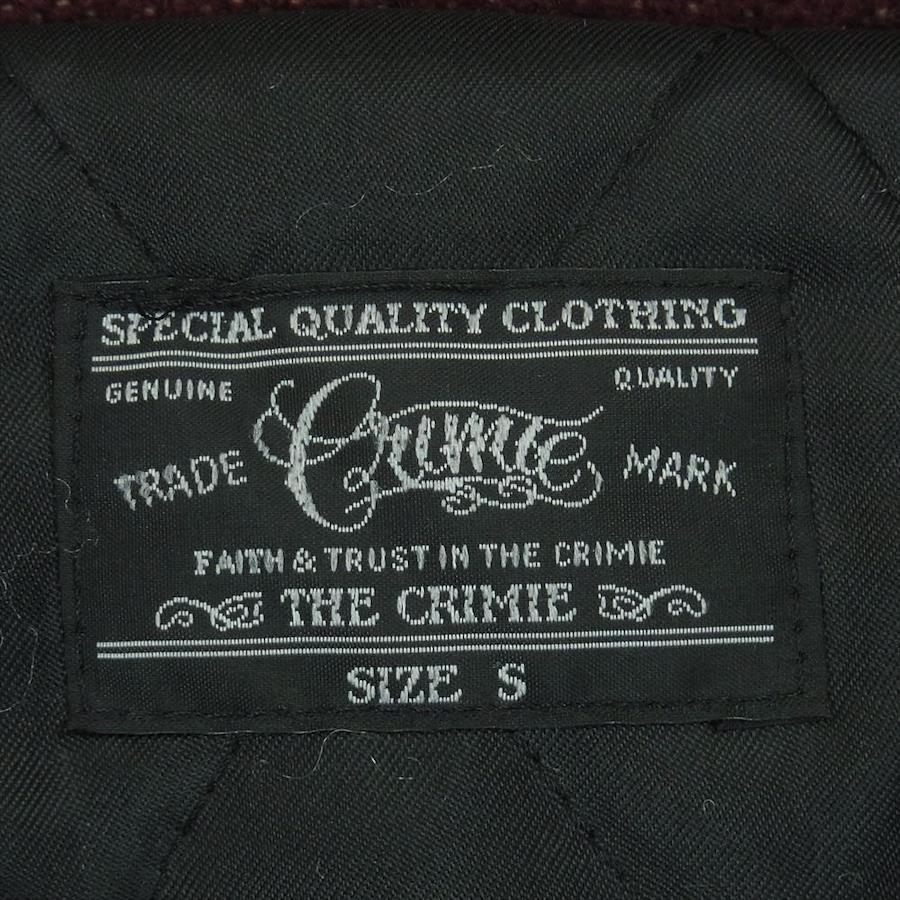 SPECIAL QUALITY CLOTHING
GENUINE QUALITY
TRADE Crimie MARK
FAITH & TRUST IN THE CRIMIE
THE CRIMIE
SIZE S